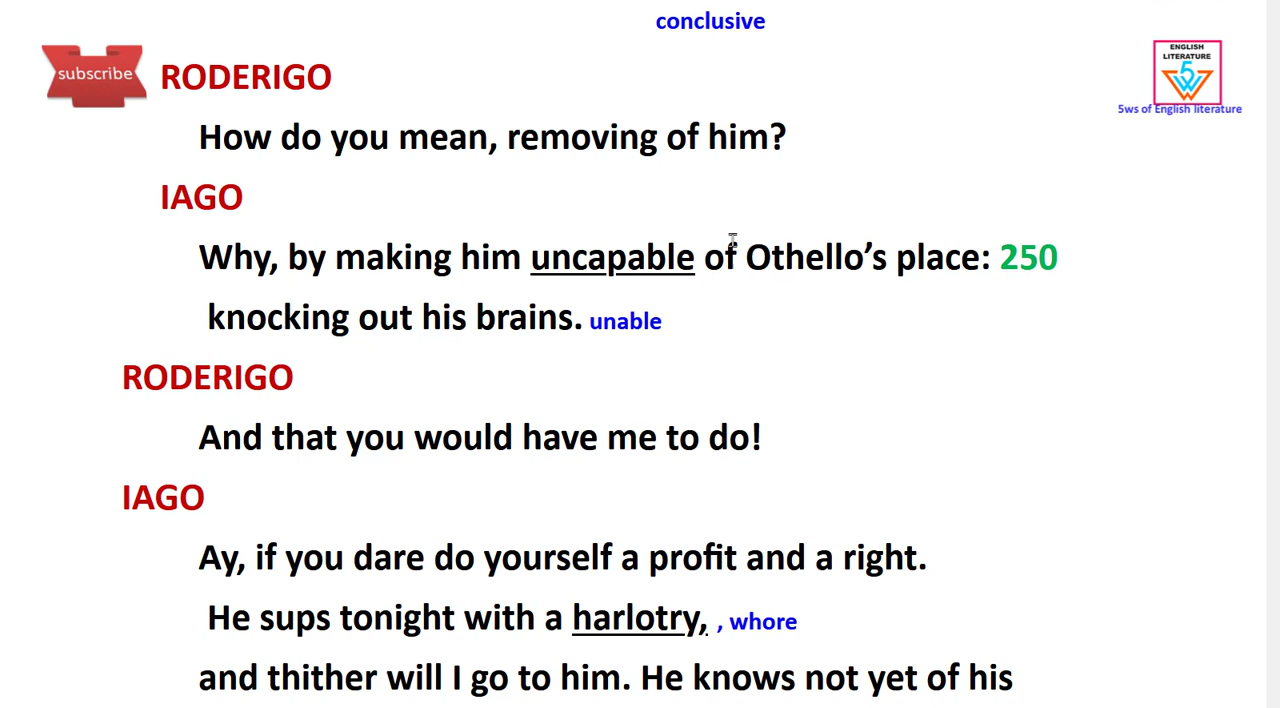 conclusive
subscribe
RODERIGO
ENGLISH
LITERATURE
5
W
5ws of English literature
How do you mean, removing of him?
IAGO
Why, by making him uncapable of Othello’s place: 250
knocking out his brains. unable
RODERIGO
And that you would have me to do!
IAGO
Ay, if you dare do yourself a profit and a right.
He sups tonight with a harlotry, , whore
and thither will I go to him. He knows not yet of his